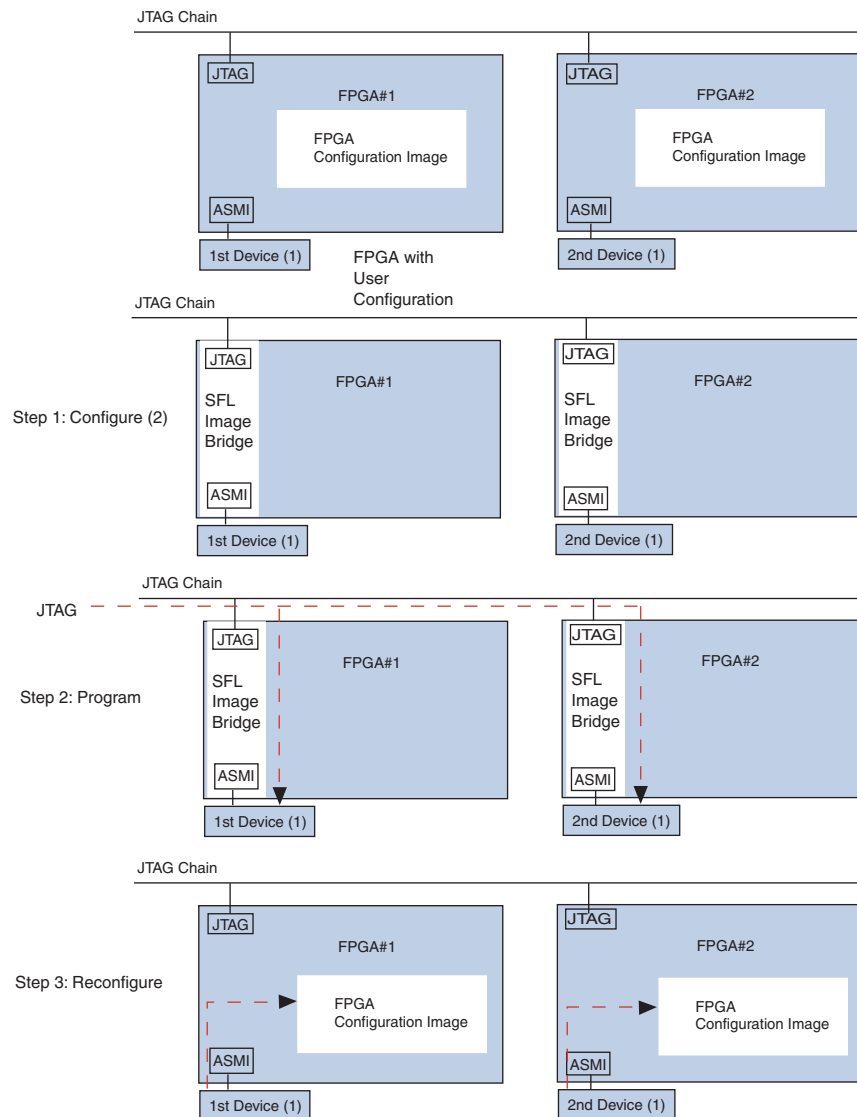 JTAG Chain
JTAG
JTAG
FPGA#1
FPGA#2
FPGA
Configuration Image
FPGA
Configuration Image
ASMI
ASMI
1st Device (1)
2nd Device (1)
FPGA with
User
Configuration
JTAG Chain
JTAG
JTAG
FPGA#1
FPGA#2
Step 1: Configure (2)
SFL
Image
Bridge
SFL
Image
Bridge
ASMI
ASMI
1st Device (1)
2nd Device (1)
JTAG Chain
JTAG
JTAG
JTAG
FPGA#1
FPGA#2
Step 2: Program
SFL
Image
Bridge
SFL
Image
Bridge
ASMI
ASMI
1st Device (1)
2nd Device (1)
JTAG Chain
JTAG
JTAG
FPGA#1
FPGA#2
Step 3: Reconfigure
FPGA
Configuration Image
FPGA
Configuration Image
ASMI
ASMI
1st Device (1)
2nd Device (1)